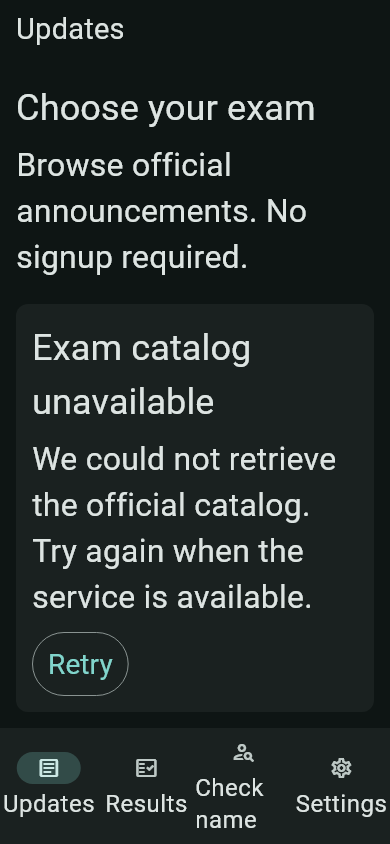 Updates
Choose your exam
Browse official
announcements. No
signup required.
Exam catalog
unavailable
We could not retrieve
the official catalog.
Try again when the
service is available.
Retry
Updates
Results
Check
name
Settings